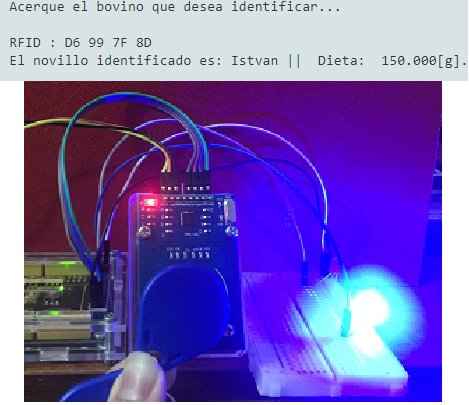 Acerque el bovino que desea identificar...
RFID : D6 99 7F 8D
El novillo identificado es: Istvan || Dieta: 150.000[g].